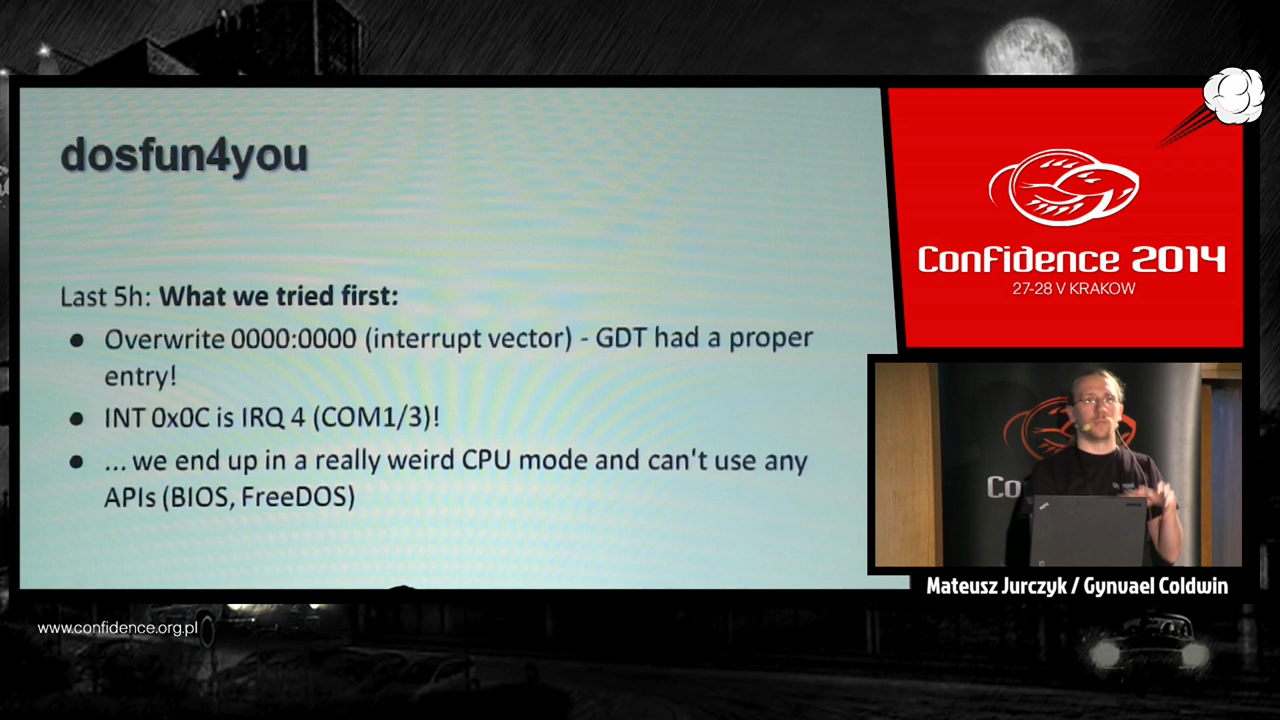 dosfun4you
Last 5h: What we tried first:
● Overwrite 0000:0000 (interrupt vector) - GDT had a proper
entry!
● INT 0x0C is IRQ 4 (COM1/3)!
● ... we end up in a really weird CPU mode and can't use any
APIs (BIOS, FreeDOS)
Confidence 2014
27-28 V KRAKOW
Co
Mateusz Jurczyk / Gynvael Coldwin
www.confidence.org.pl